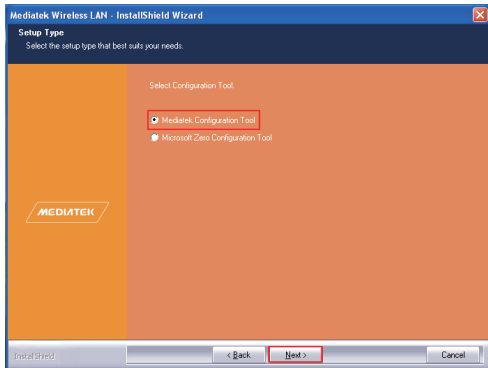 Mediatek Wireless LAN - InstallShield Wizard
Setup Type
Select the setup type that best suits your needs.
Select Configuration Tool.
Mediatek Configuration Tool
Microsoft Zero Configuration Tool
MEDIATEK
InstallShield
< Back
Next >
Cancel